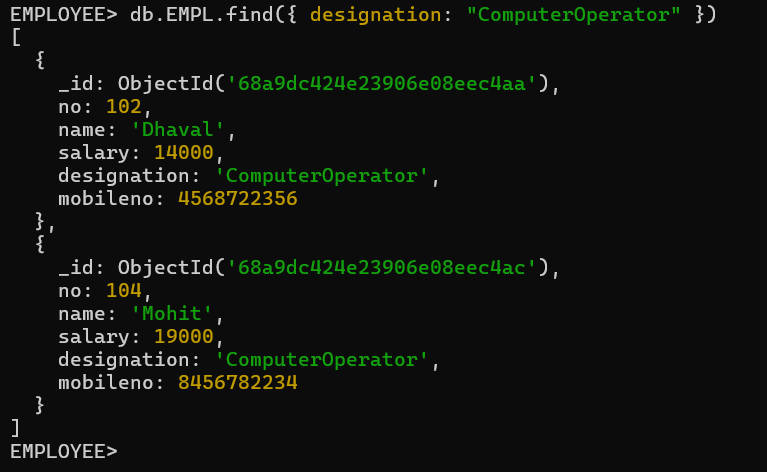 EMPLOYEE> db.EMPL.find({ designation: "ComputerOperator" })
[
  {
    _id: ObjectId('68a9dc424e23906e08eec4aa'),
    no: 102,
    name: 'Dhaval',
    salary: 14000,
    designation: 'ComputerOperator',
    mobileno: 4568722356
  },
  {
    _id: ObjectId('68a9dc424e23906e08eec4ac'),
    no: 104,
    name: 'Mohit',
    salary: 19000,
    designation: 'ComputerOperator',
    mobileno: 8456782234
  }
]
EMPLOYEE>